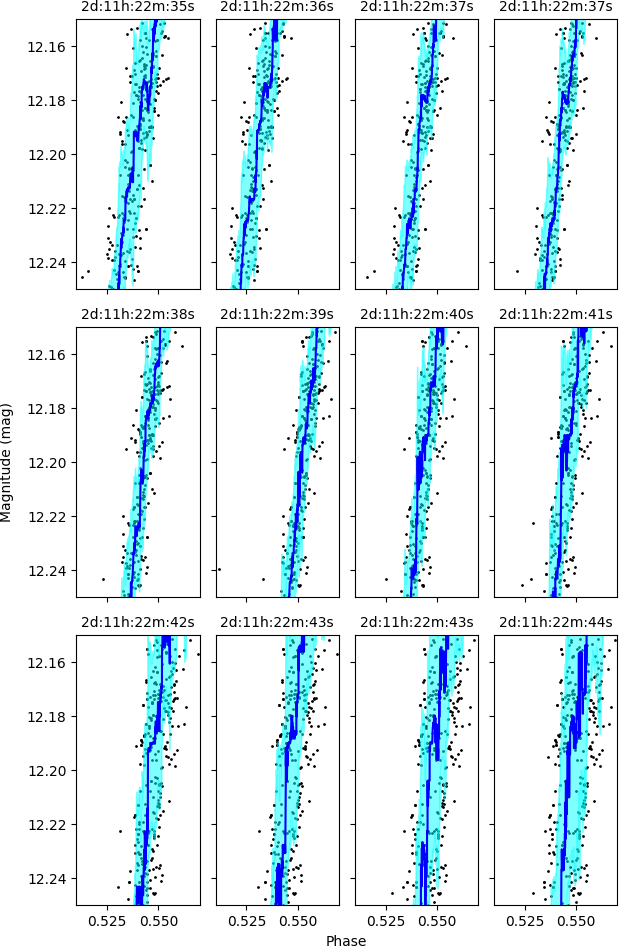 2d:11h:22m:35s 2d:11h:22m:36s 2d:11h:22m:37s 2d:11h:22m:37s
12.16
12.18
12.20
12.22
12.24
2d:11h:22m:38s 2d:11h:22m:39s 2d:11h:22m:40s 2d:11h:22m:41s
12.16
12.18
12.20
12.22
12.24
Magnitude (mag)
2d:11h:22m:42s 2d:11h:22m:43s 2d:11h:22m:43s 2d:11h:22m:44s
12.16
12.18
12.20
12.22
12.24
0.525 0.550 0.525 0.550 0.525 0.550 0.525 0.550
Phase